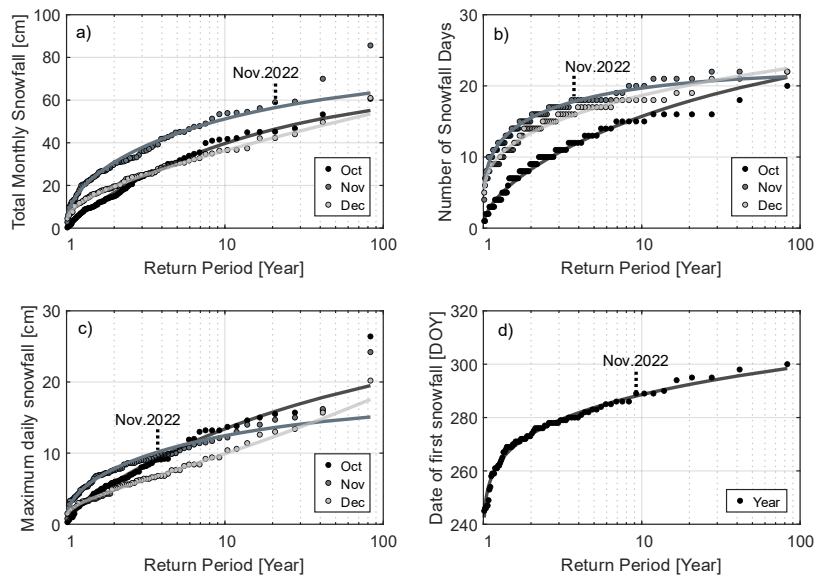 a)
Total Monthly Snowfall [cm]
100
80
60
40
20
0
Nov.2022
Oct
Nov
Dec
1 10 100
Return Period [Year]
b)
Number of Snowfall Days
30
20
10
0
Nov.2022
Oct
Nov
Dec
1 10 100
Return Period [Year]
c)
Maximum daily snowfall [cm]
30
20
10
0
Nov.2022
Oct
Nov
Dec
1 10 100
Return Period [Year]
d)
Date of first snowfall [DOY]
320
300
280
260
240
Nov.2022
Year
1 10 100
Return Period [Year]